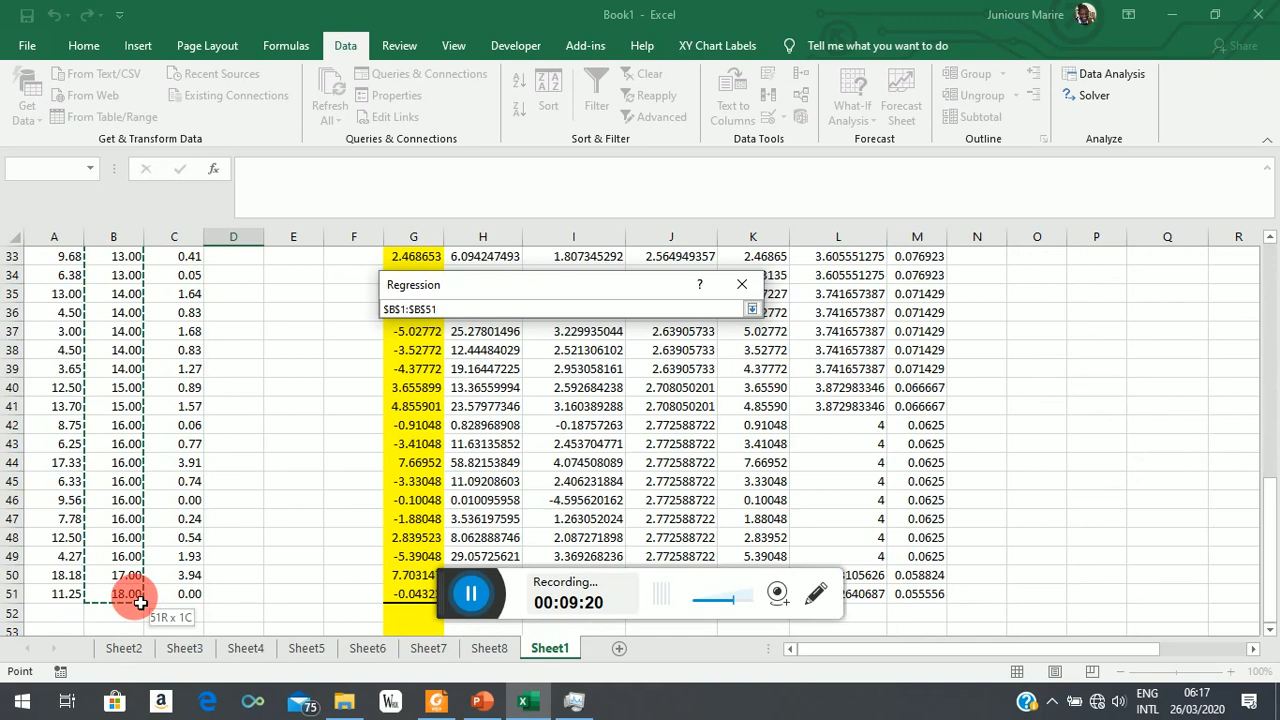 Book1 - Excel
Juniours Marire
File Home Insert Page Layout Formulas Data Review View Developer Add-ins Help XY Chart Labels Tell me what you want to do Share
Get Data
From Text/CSV
From Web
From Table/Range
Recent Sources
Existing Connections
Get & Transform Data
Refresh All
Queries & Connections
Properties
Edit Links
Queries & Connections
Sort
Filter
Clear
Reapply
Advanced
Sort & Filter
Text to Columns
Data Tools
What-If Analysis
Forecast Sheet
Forecast
Group
Ungroup
Subtotal
Outline
Data Analysis
Solver
Analyze
fx
A B C D E F G H I J K L M N O P Q R
33 9.68 13.00 0.41 2.468653 6.094247493 1.807345292 2.564949357 2.46865 3.605551275 0.076923
34 6.38 13.00 0.05 3135 3.605551275 0.076923
35 13.00 14.00 1.64 7227 3.741657387 0.071429
36 4.50 14.00 0.83 2772 3.741657387 0.071429
37 3.00 14.00 1.68 -5.02772 25.27801496 3.229935044 2.63905733 5.02772 3.741657387 0.071429
38 4.50 14.00 0.83 -3.52772 12.44484029 2.521306102 2.63905733 3.52772 3.741657387 0.071429
39 3.65 14.00 1.27 -4.37772 19.16447225 2.953058161 2.63905733 4.37772 3.741657387 0.071429
40 12.50 15.00 0.89 3.655899 13.36559994 2.592684238 2.708050201 3.65590 3.872983346 0.066667
41 13.70 15.00 1.57 4.855901 23.57977346 3.160389288 2.708050201 4.85590 3.872983346 0.066667
42 8.75 16.00 0.06 -0.91048 0.828968908 -0.18757263 2.772588722 0.91048 4 0.0625
43 6.25 16.00 0.77 -3.41048 11.63135852 2.453704771 2.772588722 3.41048 4 0.0625
44 17.33 16.00 3.91 7.66952 58.82153849 4.074508089 2.772588722 7.66952 4 0.0625
45 6.33 16.00 0.74 -3.33048 11.09208603 2.406231884 2.772588722 3.33048 4 0.0625
46 9.56 16.00 0.00 -0.10048 0.010095958 -4.595620162 2.772588722 0.10048 4 0.0625
47 7.78 16.00 0.24 -1.88048 3.536197595 1.263052024 2.772588722 1.88048 4 0.0625
48 12.50 16.00 0.54 2.839523 8.062888746 2.087271898 2.772588722 2.83952 4 0.0625
49 4.27 16.00 1.93 -5.39048 29.05725621 3.369268236 2.772588722 5.39048 4 0.0625
50 18.18 17.00 3.94 7.703147 3105626 0.058824
51 11.25 18.00 0.00 -0.0432 2640687 0.055556
52
53
Regression ?
$B$1:$B$51
Recording...
00:09:20
51R x 1C
Sheet2 Sheet3 Sheet4 Sheet5 Sheet6 Sheet7 Sheet8 Sheet1
Point
100%
75
ENG
INTL
06:17
26/03/2020